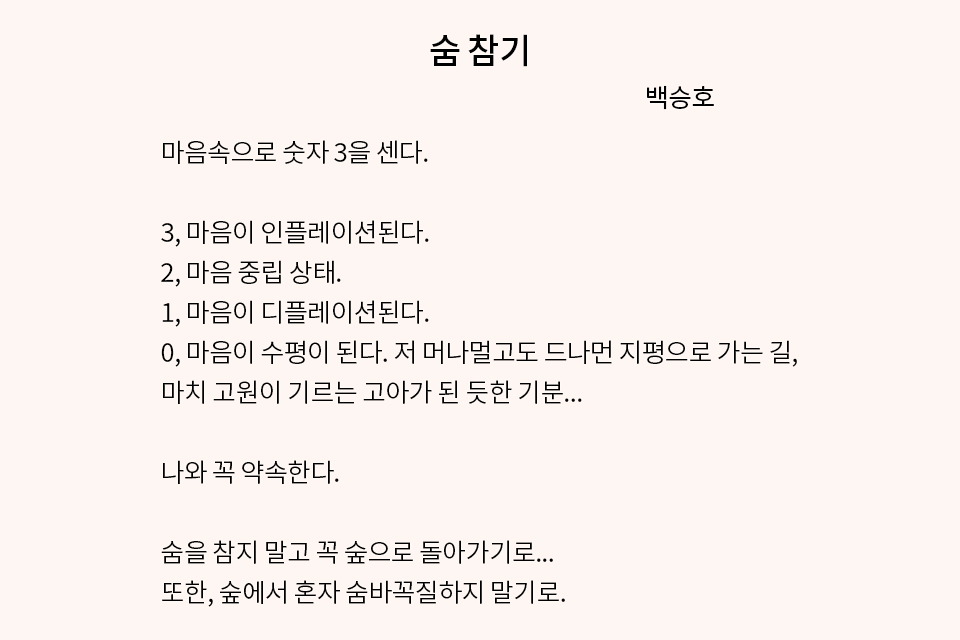 숨 참기
백승호
마음속으로 숫자 3을 센다.
3, 마음이 인플레이션된다.
2, 마음 중립 상태.
1, 마음이 디플레이션된다.
0, 마음이 수평이 된다. 저 머나멀고도 드나먼 지평으로 가는 길,
마치 고원이 기르는 고아가 된 듯한 기분...
나와 꼭 약속한다.
숨을 참지 말고 꼭 숲으로 돌아가기로...
또한, 숲에서 혼자 숨바꼭질하지 말기로.